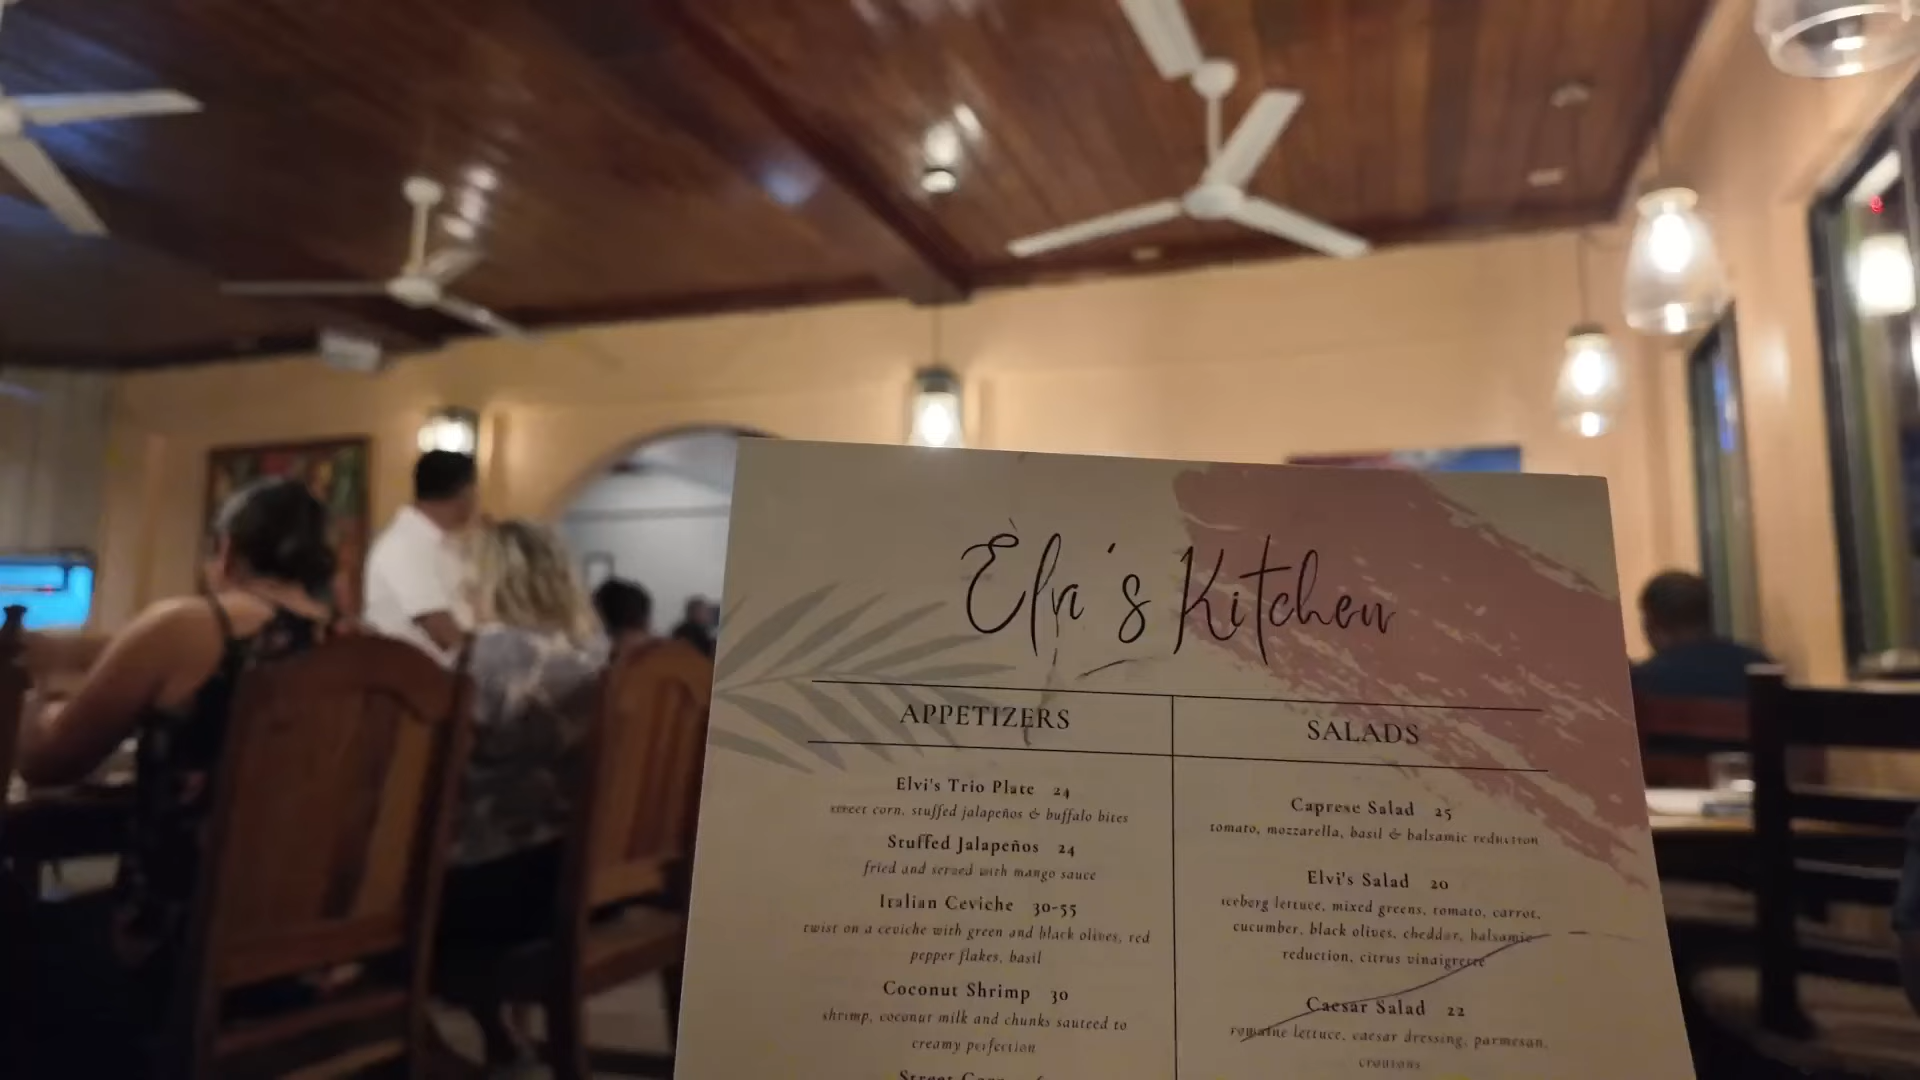 Elvi's Kitchen
APPETIZERS
Elvi's Trio Plate 24
street corn, stuffed jalapeños & buffalo bites
Stuffed Jalapeños 24
fried and served with mango sauce
Italian Ceviche 30-55
twist on a ceviche with green and black olives, red
pepper flakes, basil
Coconut Shrimp 30
shrimp, coconut milk and chunks sauteed to
creamy perfection
Street Corn
SALADS
Caprese Salad 25
tomato, mozzarella, basil & balsamic reduction
Elvi's Salad 20
iceberg lettuce, mixed greens, tomato, carrot,
cucumber, black olives, cheddar, balsamic
reduction, citrus vinaigrette
Caesar Salad 22
romaine lettuce, caesar dressing, parmesan,
croutons